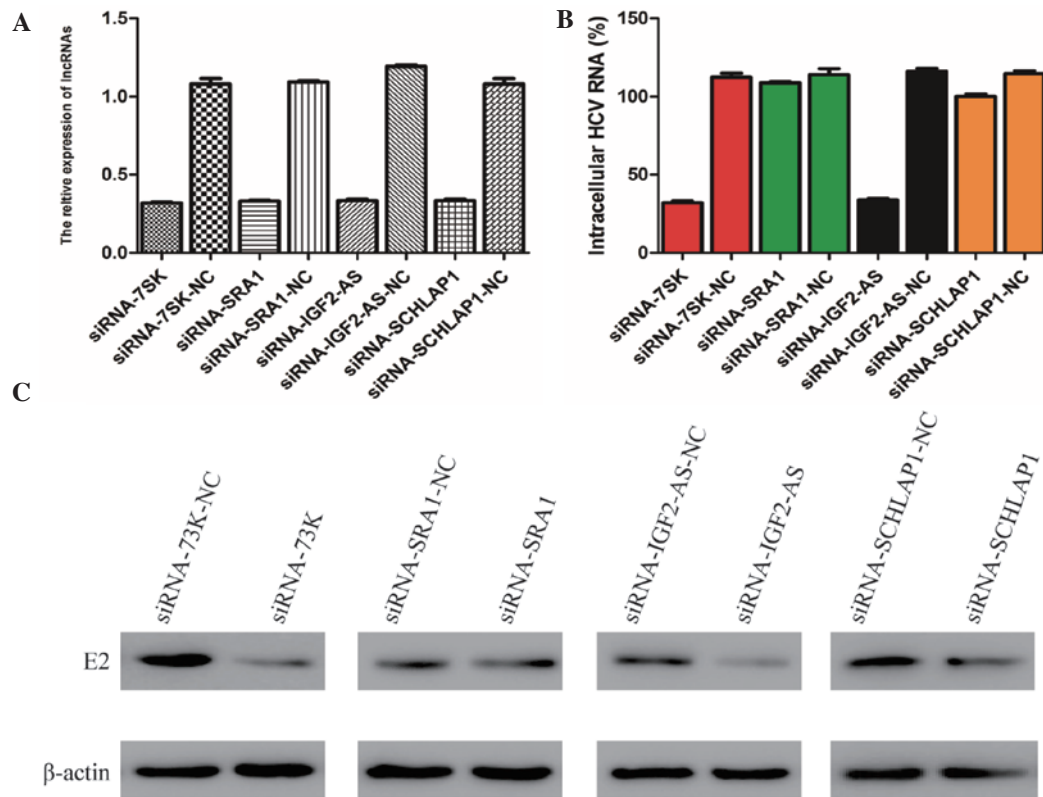 A
The reltive expression of lncRNAs
1.5
1.0
0.5
0.0
siRNA-7SK
siRNA-7SK-NC
siRNA-SRA1
siRNA-SRA1-NC
siRNA-IGF2-AS
siRNA-IGF2-AS-NC
siRNA-SCHLAP1
siRNA-SCHLAP1-NC
B
Intracellular HCV RNA (%)
150
100
50
0
siRNA-7SK
siRNA-7SK-NC
siRNA-SRA1
siRNA-SRA1-NC
siRNA-IGF2-AS
siRNA-IGF2-AS-NC
siRNA-SCHLAP1
siRNA-SCHLAP1-NC
C
siRNA-73K-NC
siRNA-73K
siRNA-SRA1-NC
siRNA-SRA1
siRNA-IGF2-AS-NC
siRNA-IGF2-AS
siRNA-SCHLAP1-NC
siRNA-SCHLAP1
E2
β-actin